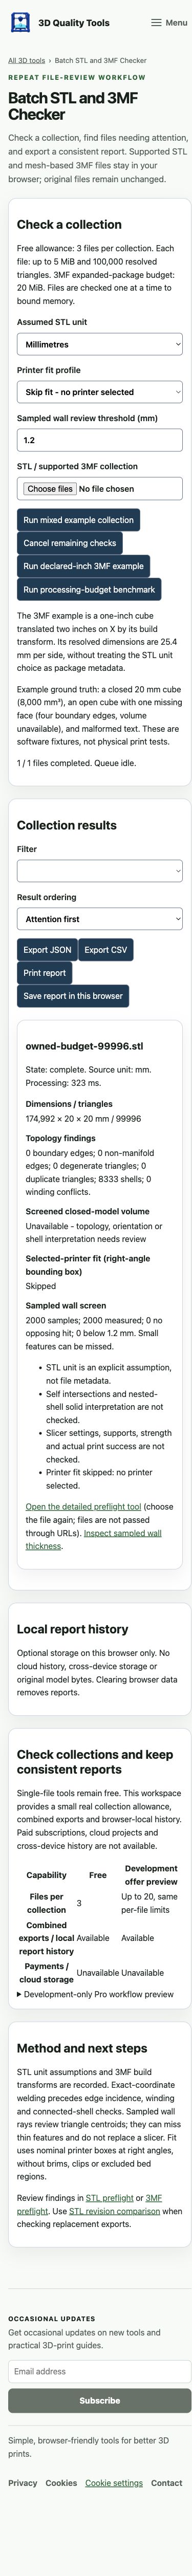 3D Quality Tools
Menu
All 3D tools › Batch STL and 3MF Checker
REPEAT FILE-REVIEW WORKFLOW
Batch STL and 3MF
Checker
Check a collection, find files needing attention,
and export a consistent report. Supported STL
and mesh-based 3MF files stay in your
browser; original files remain unchanged.
Check a collection
Free allowance: 3 files per collection. Each
file: up to 5 MiB and 100,000 resolved
triangles. 3MF expanded-package budget:
20 MiB. Files are checked one at a time to
bound memory.
Assumed STL unit
Millimetres
Printer fit profile
Skip fit - no printer selected
Sampled wall review threshold (mm)
1.2
STL / supported 3MF collection
Choose files No file chosen
Run mixed example collection
Cancel remaining checks
Run declared-inch 3MF example
Run processing-budget benchmark
The 3MF example is a one-inch cube
translated two inches on X by its build
transform. Its resolved dimensions are 25.4
mm per side, without treating the STL unit
choice as package metadata.
Example ground truth: a closed 20 mm cube
(8,000 mm³), an open cube with one missing
face (four boundary edges, volume
unavailable), and malformed text. These are
software fixtures, not physical print tests.
1 / 1 files completed. Queue idle.
Collection results
Filter
Result ordering
Attention first
Export JSON
Export CSV
Print report
Save report in this browser
owned-budget-99996.stl
State: complete. Source unit: mm.
Processing: 323 ms.
Dimensions / triangles
174,992 × 20 × 20 mm / 99996
Topology findings
0 boundary edges; 0 non-manifold
edges; 0 degenerate triangles; 0
duplicate triangles; 8333 shells; 0
winding conflicts.
Screened closed-model volume
Unavailable - topology, orientation or
shell interpretation needs review
Selected-printer fit (right-angle
bounding box)
Skipped
Sampled wall screen
2000 samples; 2000 measured; 0 no
opposing hit; 0 below 1.2 mm. Small
features can be missed.
• STL unit is an explicit assumption,
not file metadata.
• Self intersections and nested-
shell solid interpretation are not
checked.
• Slicer settings, supports, strength
and actual print success are not
checked.
• Printer fit skipped: no printer
selected.
Open the detailed preflight tool (choose
the file again; files are not passed
through URLs). Inspect sampled wall
thickness.
Local report history
Optional storage on this browser only. No
cloud history, cross-device storage or
original model bytes. Clearing browser data
removes reports.
Check collections and keep
consistent reports
Single-file tools remain free. This workspace
provides a small real collection allowance,
combined exports and browser-local history.
Paid subscriptions, cloud projects and
cross-device history are not available.
Capability Free Development
offer preview
Files per
collection 3 Up to 20, same
per-file limits
Combined
exports / local Available Available
report history
Payments /
cloud storage Unavailable Unavailable
▶ Development-only Pro workflow preview
Method and next steps
STL unit assumptions and 3MF build
transforms are recorded. Exact-coordinate
welding precedes edge incidence, winding
and connected-shell checks. Sampled wall
rays review triangle centroids; they can miss
thin features and do not replace a slicer. Fit
uses nominal printer boxes at right angles,
without brims, clips or excluded bed
regions.
Review findings in STL preflight or 3MF
preflight. Use STL revision comparison when
checking replacement exports.
OCCASIONAL UPDATES
Get occasional updates on new tools and
practical 3D-print guides.
Email address
Subscribe
Simple, browser-friendly tools for better 3D
prints.
Privacy Cookies Cookie settings Contact